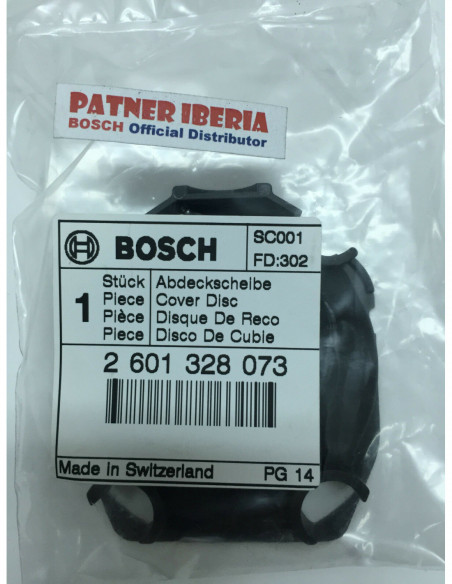 PATNER IBERIA
BOSCH Official Distributor
BOSCH
SC001
FD:302
1
Stück Abdeckscheibe
Piece Cover Disc
Pièce Disque De Reco
Piece Disco De Cubie
2 601 328 073
Made in Switzerland PG 14